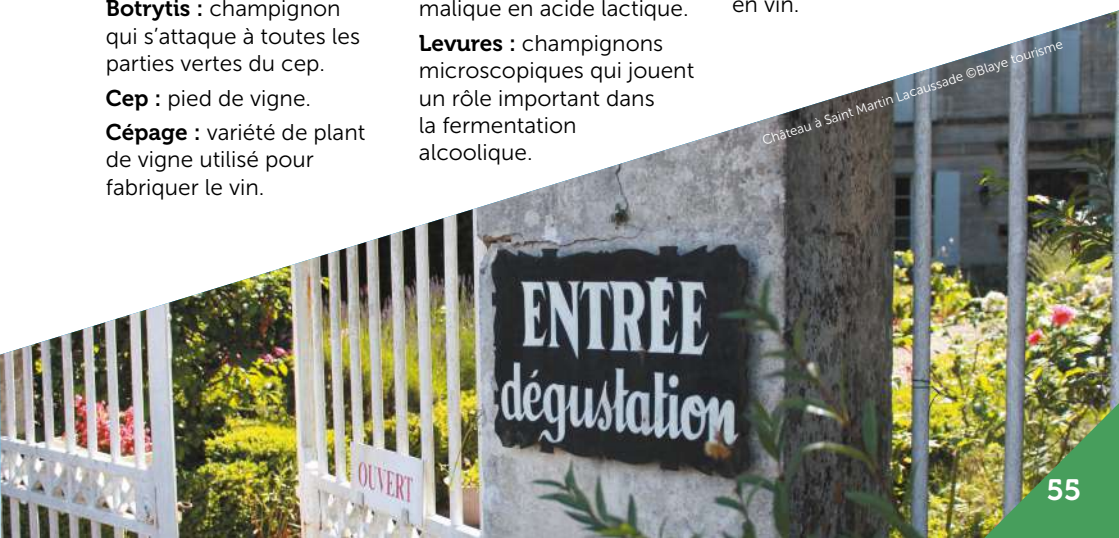 Botrytis : champignon
qui s'attaque à toutes les
parties vertes du cep.
Cep : pied de vigne.
Cépage : variété de plant
de vigne utilisé pour
fabriquer le vin.
malique en acide lactique.
Levures : champignons
microscopiques qui jouent
un rôle important dans
la fermentation
alcoolique.
en vin.
Château à Saint Martin Lacaussade ©Blaye tourisme
ENTRÉE
dégustation
OUVERT
55